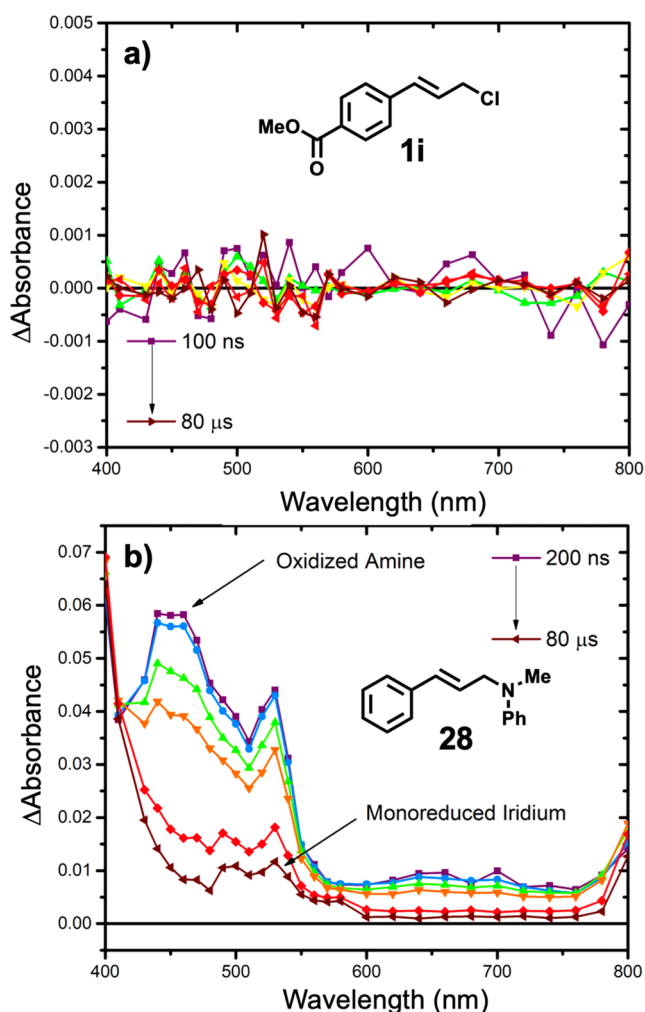 0.005
a)
0.004
Cl
0.003
MeO
1i
O
0.002
0.001
0.000
-0.001
100 ns
-0.002
80 μs
-0.003
ΔAbsorbance
400 500 600 700 800
Wavelength (nm)
b)
0.07
Oxidized Amine
200 ns
0.06
80 μs
0.05
Me
N
0.04
28
Ph
0.03
Monoreduced Iridium
0.02
0.01
0.00
ΔAbsorbance
400 500 600 700 800
Wavelength (nm)